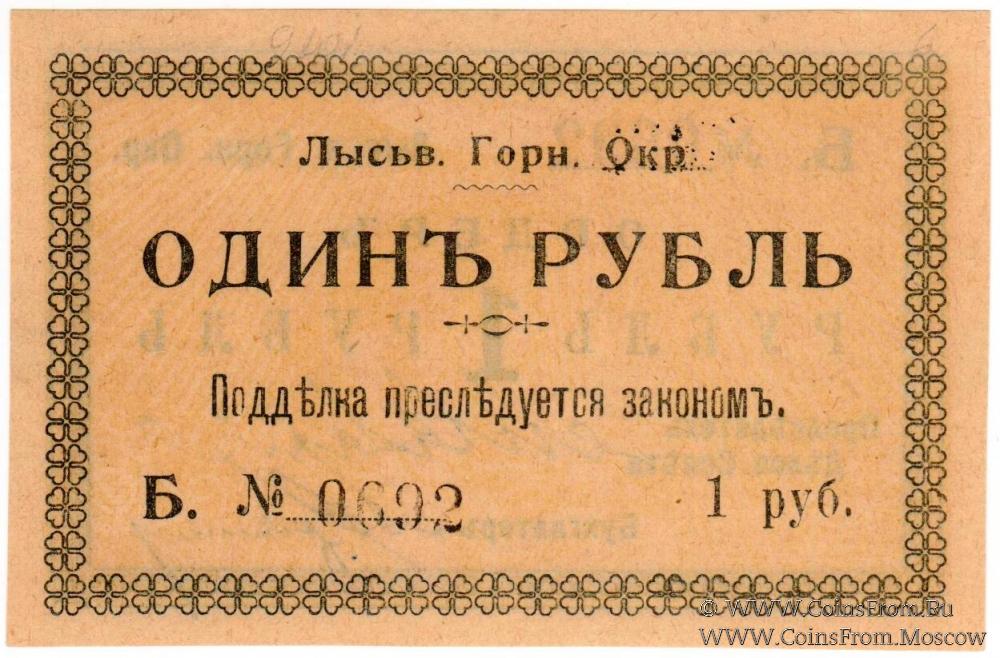 Лысьв. Горн. Окр.
ОДИНЪ РУБЛЬ
Поддѣлка преслѣдуется закономъ.
Б. № 0692 1 руб.
© WWW.CoinsFrom.Ru
WWW.CoinsFrom.Moscow